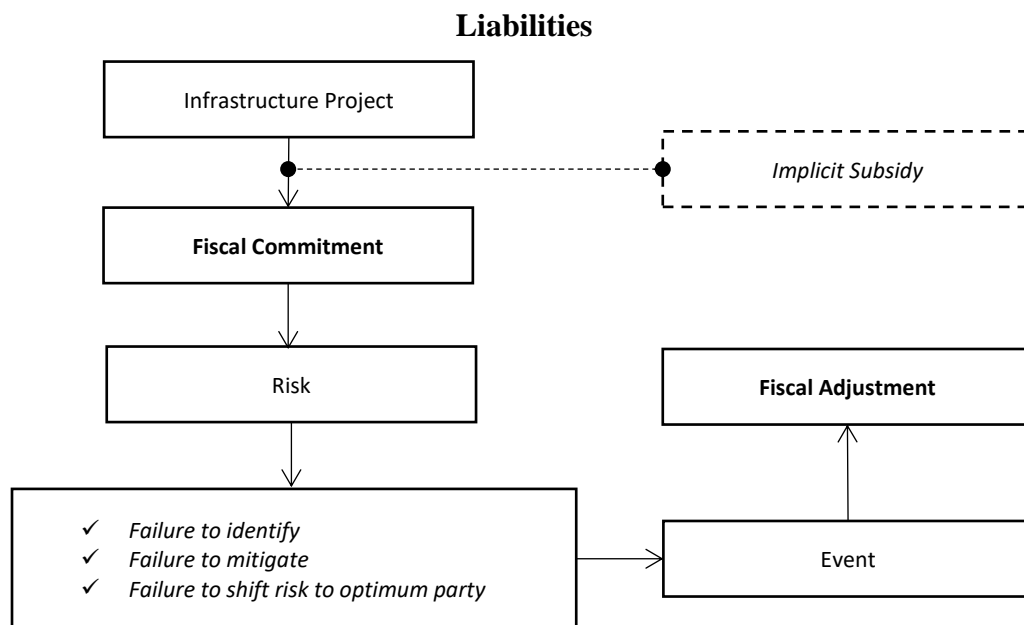 Liabilities
Infrastructure Project
Implicit Subsidy
Fiscal Commitment
Risk
Fiscal Adjustment
✓ Failure to identify
✓ Failure to mitigate
✓ Failure to shift risk to optimum party
Event